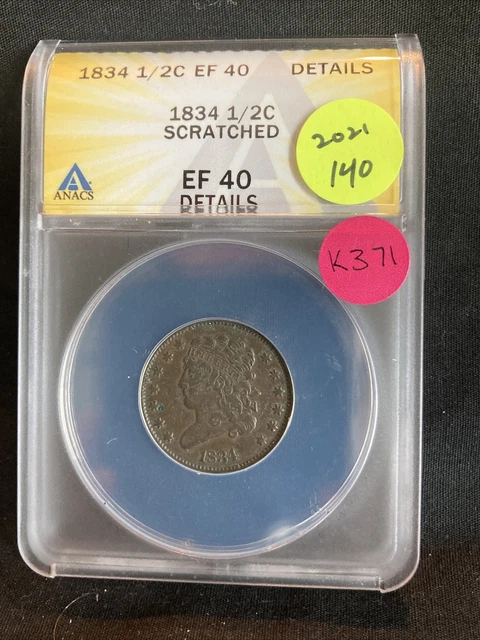 1834 1/2C EF 40 DETAILS
1834 1/2C
SCRATCHED
EF 40
DETAILS
ANACS
2021
140
K371
1834